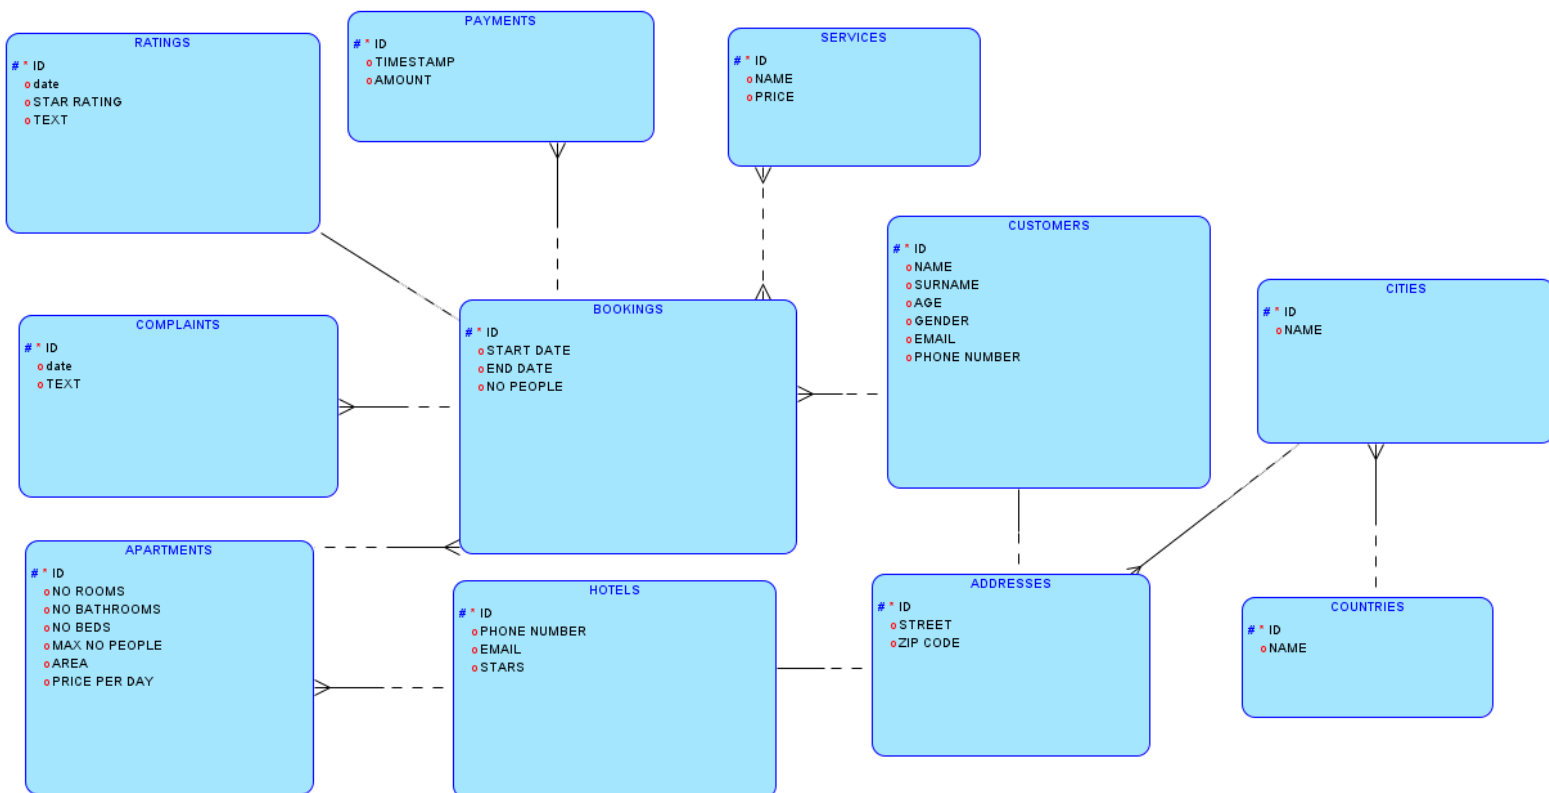 RATINGS
# * ID
o date
o STAR RATING
o TEXT
PAYMENTS
# * ID
o TIMESTAMP
o AMOUNT
SERVICES
# * ID
o NAME
o PRICE
CUSTOMERS
# * ID
o NAME
o SURNAME
o AGE
o GENDER
o EMAIL
o PHONE NUMBER
CITIES
# * ID
o NAME
COMPLAINTS
# * ID
o date
o TEXT
BOOKINGS
# * ID
o START DATE
o END DATE
o NO PEOPLE
APARTMENTS
# * ID
o NO ROOMS
o NO BATHROOMS
o NO BEDS
o MAX NO PEOPLE
o AREA
o PRICE PER DAY
HOTELS
# * ID
o PHONE NUMBER
o EMAIL
o STARS
ADDRESSES
# * ID
o STREET
o ZIP CODE
COUNTRIES
# * ID
o NAME